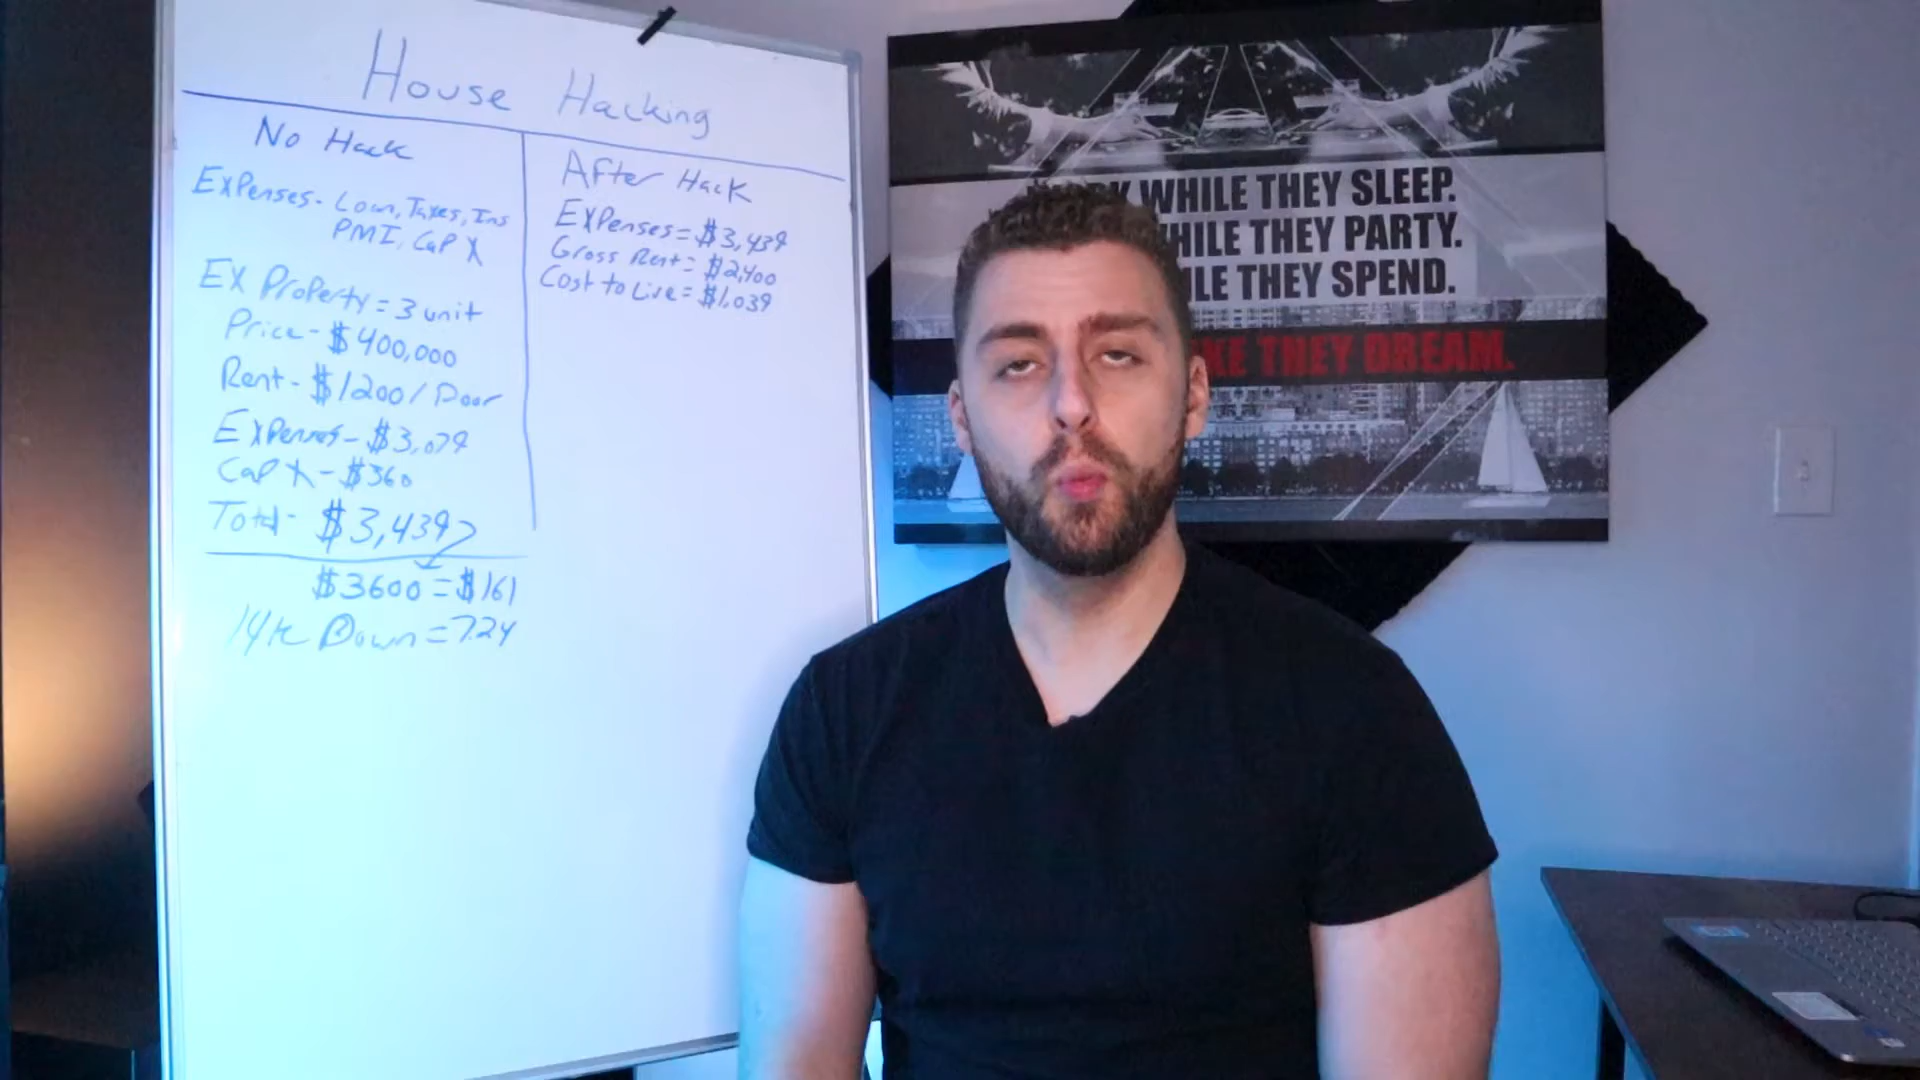 House Hacking
No Hack
Expenses - Loan, Taxes, Ins
PMI, Cap X
Ex Property = 3 unit
Price - $400,000
Rent - $1200 / Door
Expenses - $3,079
Cap X - $360
Total - $3,439
$3600 = $161
Down = 7.24
After Hack
Expenses = $3,439
Gross Rent = $2,400
Cost to Live = $1,039
WHILE THEY SLEEP.
WHILE THEY PARTY.
WHILE THEY SPEND.
THEY DREAM.